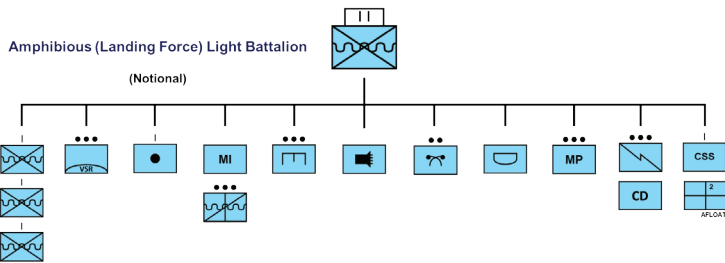 Amphibious (Landing Force) Light Battalion
(Notional)
VSR
MI
MP
CSS
CD
2
AFLOAT